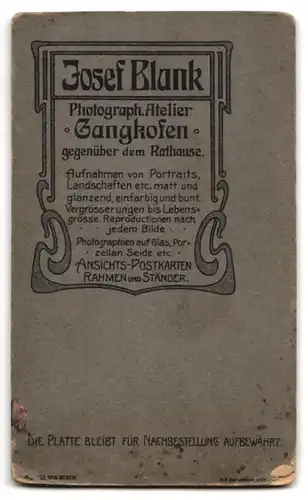 Josef Blank
Photograph. Atelier
Gangkofen
gegenüber dem Rathause.
Aufnahmen von Portraits,
Landschaften etc. matt und
glänzend, einfarbig und bunt.
Vergrösserungen bis Lebens-
grösse. Reproductionen nach
jedem Bilde
Photographien auf Glas, Por-
zellan Seide etc.
ANSICHTS-POSTKARTEN
RAHMEN UND STÄNDER.
DIE PLATTE BLEIBT FÜR NACHBESTELLUNG AUFBEWAHRT.